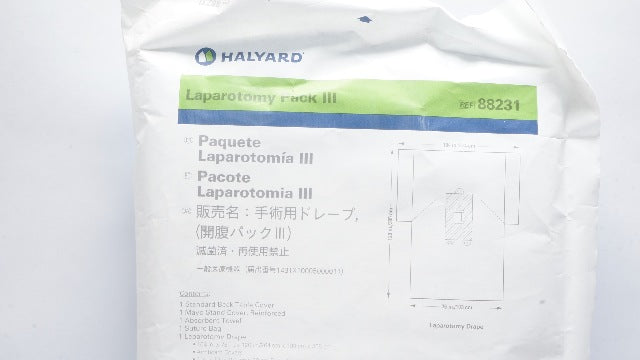 HALYARD
Laparotomy Pack III
REF 88231
Paquete
Laparotomía III
Pacote
Laparotomia III
販売名：手術用ドレープ,
(開腹パックⅢ)
滅菌済・再使用禁止
Contents:
1 Standard Back Table Cover
1 Mayo Stand Cover, Reinforced
1 Absorbent Towel
1 Suture Bag
1 Laparotomy Drape
Laparotomy Drape